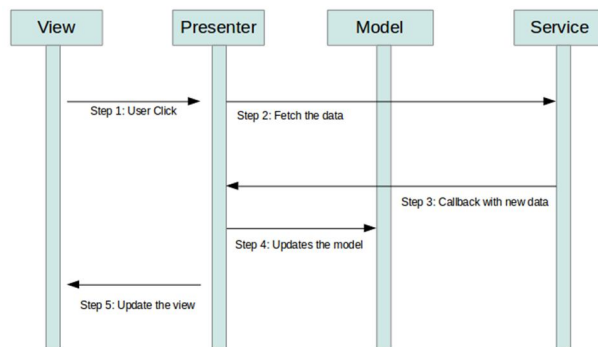 View
Presenter
Model
Service
Step 1: User Click
Step 2: Fetch the data
Step 3: Callback with new data
Step 4: Updates the model
Step 5: Update the view